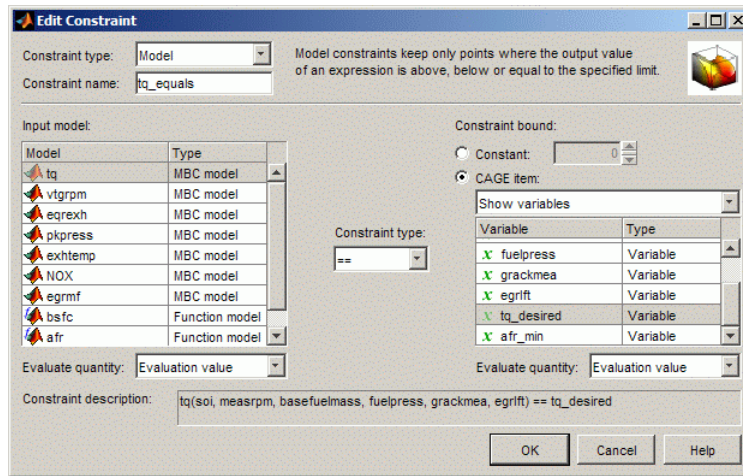 Edit Constraint
Constraint type: Model
Model constraints keep only points where the output value
of an expression is above, below or equal to the specified limit.
Constraint name: tq_equals
Input model:
Model Type
tq MBC model
vtgrpm MBC model
eqrexh MBC model
pkpress MBC model
exhtemp MBC model
NOX MBC model
egrmf MBC model
bsfc Function model
afr Function model
Evaluate quantity: Evaluation value
Constraint type:
==
Constraint bound:
Constant: 0
CAGE item:
Show variables
Variable Type
x fuelpress Variable
x grackmea Variable
x egrlft Variable
x tq_desired Variable
x afr_min Variable
Evaluate quantity: Evaluation value
Constraint description: tq(soi, measrpm, basefuelmass, fuelpress, grackmea, egrlft) == tq_desired
OK Cancel Help